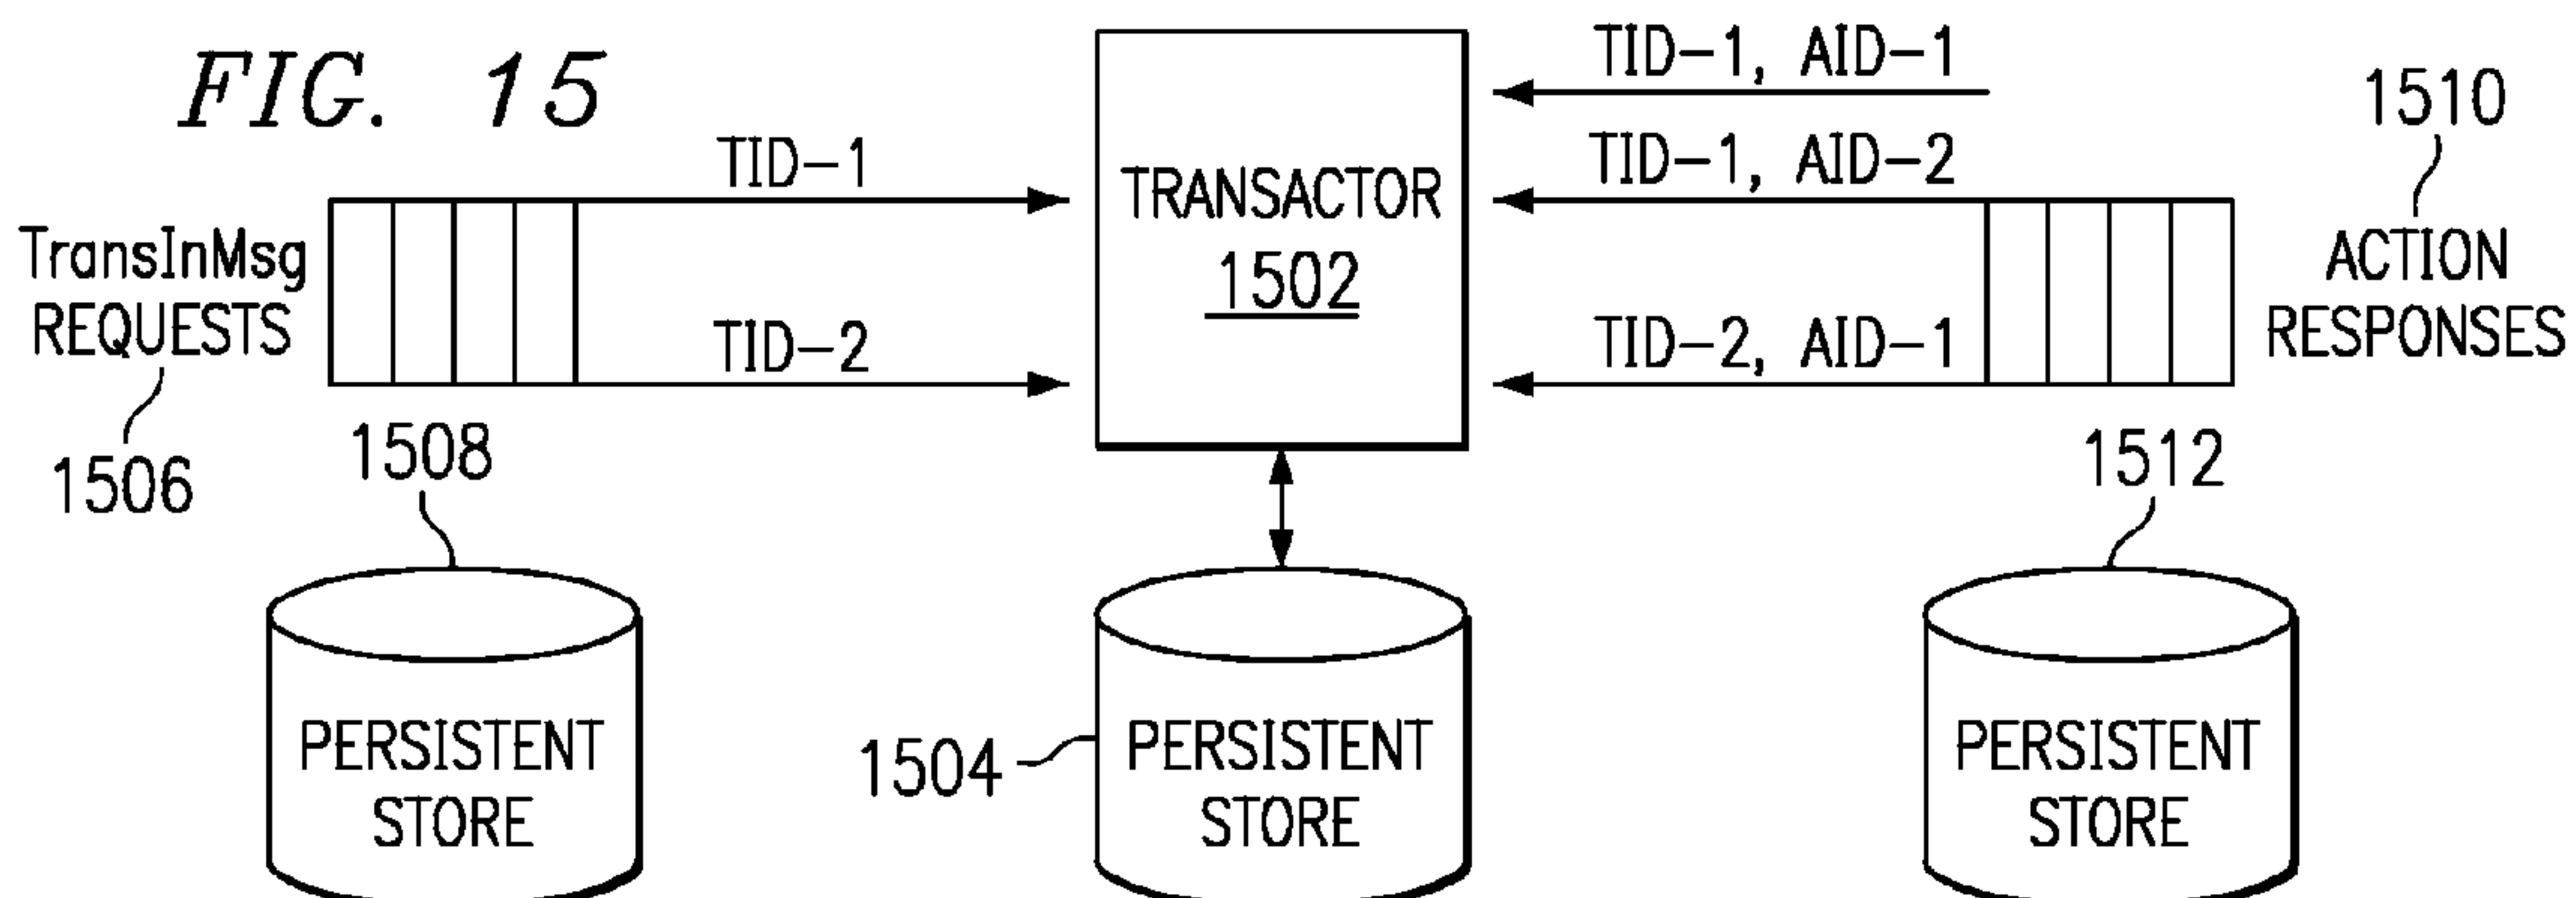 FIG. 15
TID-1
TransInMsg
REQUESTS
1506
TID-2
TRANSACTOR
1502
TID-1, AID-1
TID-1, AID-2
TID-2, AID-1
1510
ACTION
RESPONSES
1508
PERSISTENT
STORE
1504
PERSISTENT
STORE
1512
PERSISTENT
STORE